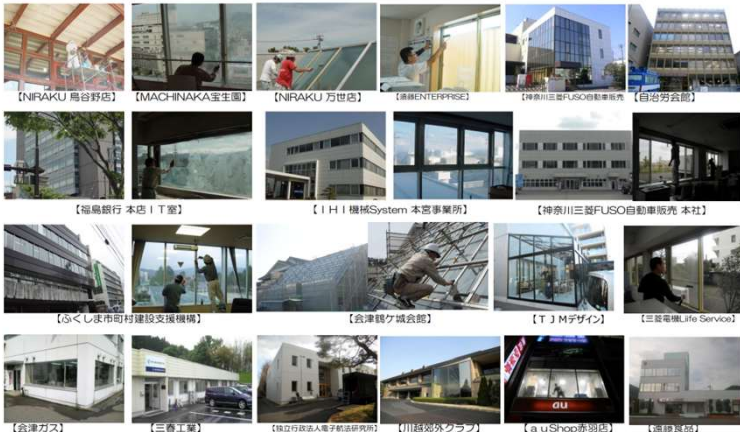 【NIRAKU 鳥谷野店】
【MACHINAKA宝生園】
【NIRAKU 万世店】
【須藤ENTERPRISE】
【神奈川三菱FUSO自動車販売
【自治労会館】
【福島銀行 本店ＩＴ室】
【ＩＨＩ機械System 本宮事業所】
【神奈川三菱FUSO自動車販売 本社】
【ふくしま市町村建設支援機構】
【会津鶴ケ城会館】
【ＴＪＭデザイン】
【三菱電機Liife Service】
【会津ガス】
【三春工業】
【独立行政法人電子航法研究所】
【川越郊外クラブ】
【ａｕShop赤羽店】
au
【遠藤食品】